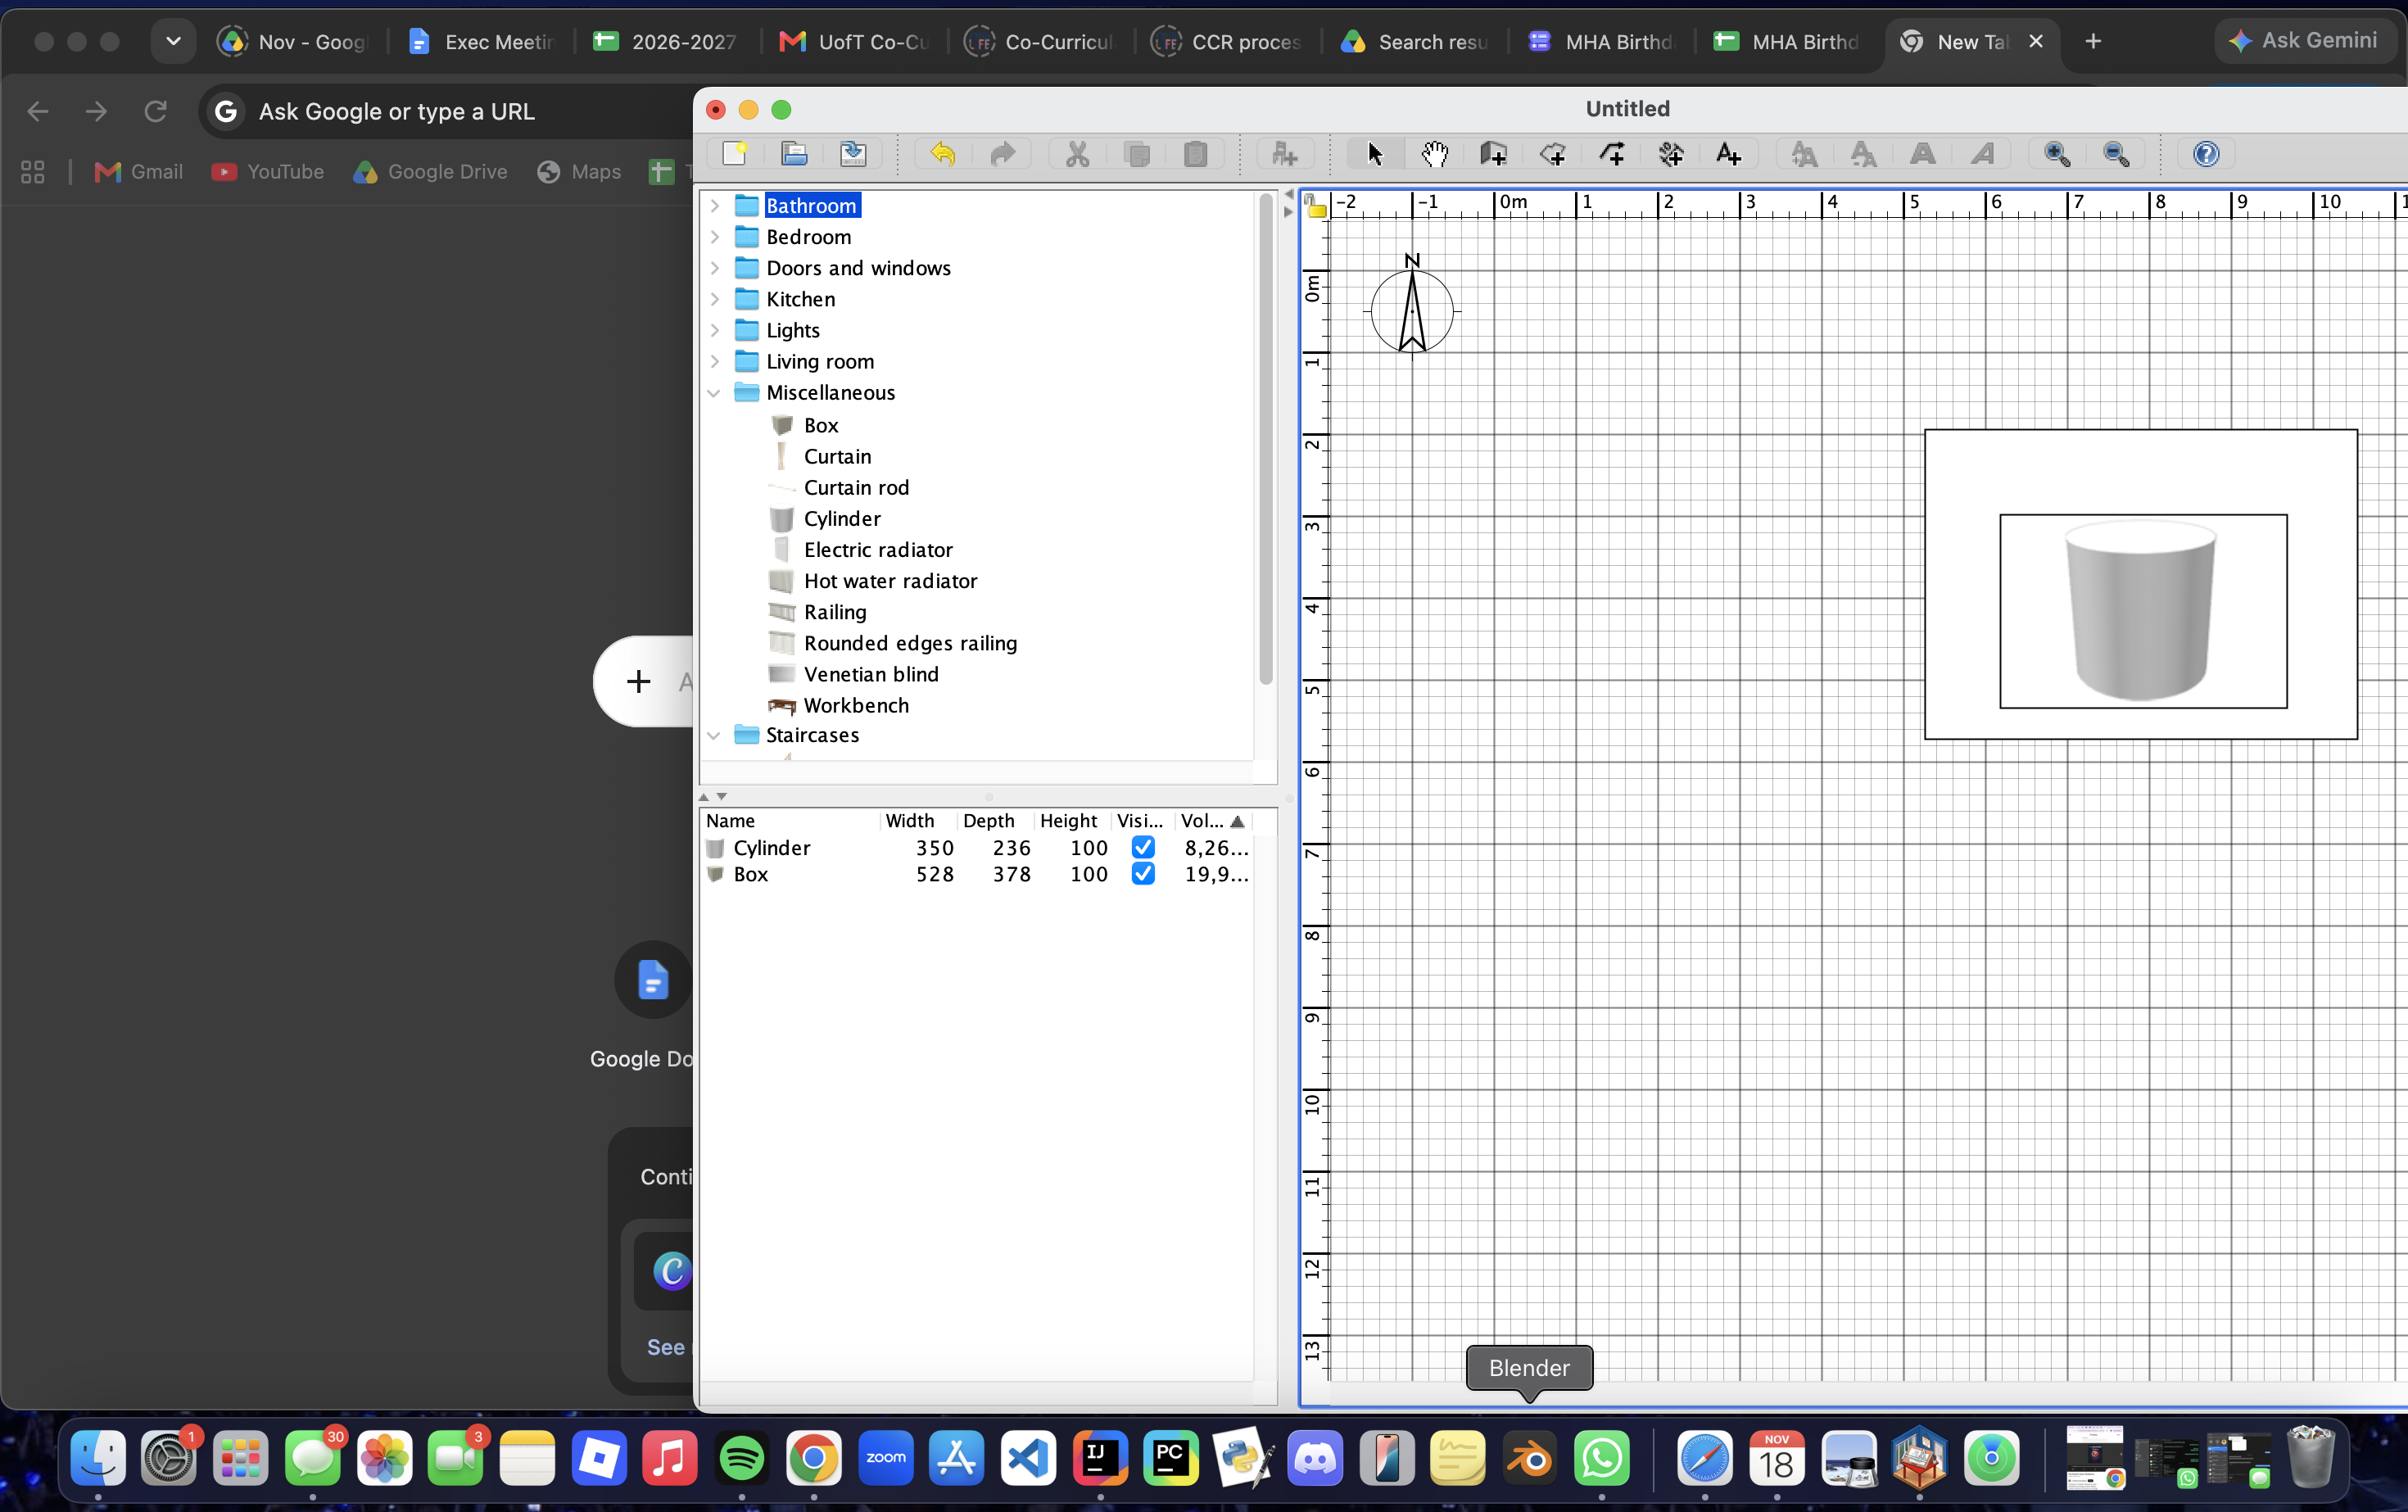 Nov - Goog
Exec Meetin
2026-2027
UofT Co-Cu
Co-Curricul
CCR proces
Search resu
MHA Birthd
MHA Birthd
New Ta
Ask Gemini
Ask Google or type a URL
Gmail
YouTube
Google Drive
Maps
T
Untitled
Bathroom
Bedroom
Doors and windows
Kitchen
Lights
Living room
Miscellaneous
Box
Curtain
Curtain rod
Cylinder
Electric radiator
Hot water radiator
Railing
Rounded edges railing
Venetian blind
Workbench
Staircases
Name Width Depth Height Visi... Vol...
Cylinder 350 236 100 8,26...
Box 528 378 100 19,9...
-2 -1 0m 1 2 3 4 5 6 7 8 9 10 1
N
0m
1
2
3
4
5
6
7
8
9
10
11
12
13
A
Google Do
Conti
See
Blender
1
30
3
zoom
IJ
PC
NOV
18